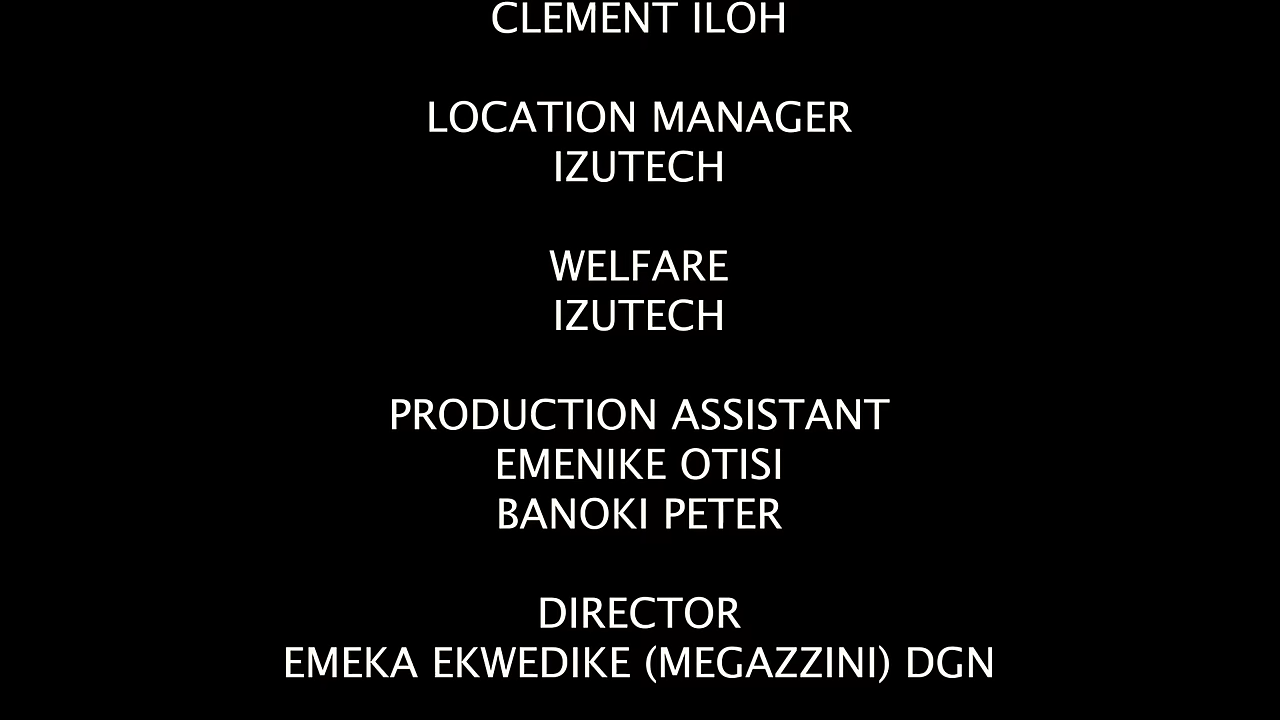 CLEMENT ILOH
LOCATION MANAGER
IZUTECH
WELFARE
IZUTECH
PRODUCTION ASSISTANT
EMENIKE OTISI
BANOKI PETER
DIRECTOR
EMEKA EKWEDIKE (MEGAZZINI) DGN